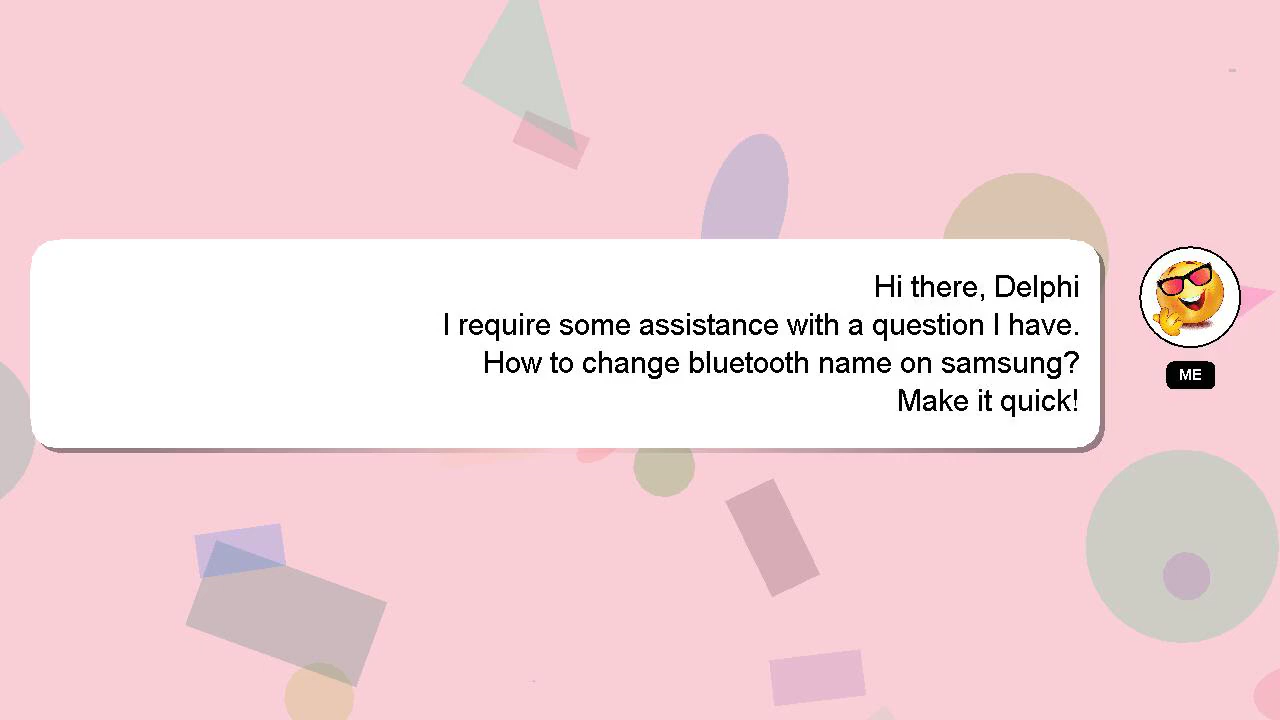 Hi there, Delphi
I require some assistance with a question I have.
How to change bluetooth name on samsung?
Make it quick!
ME